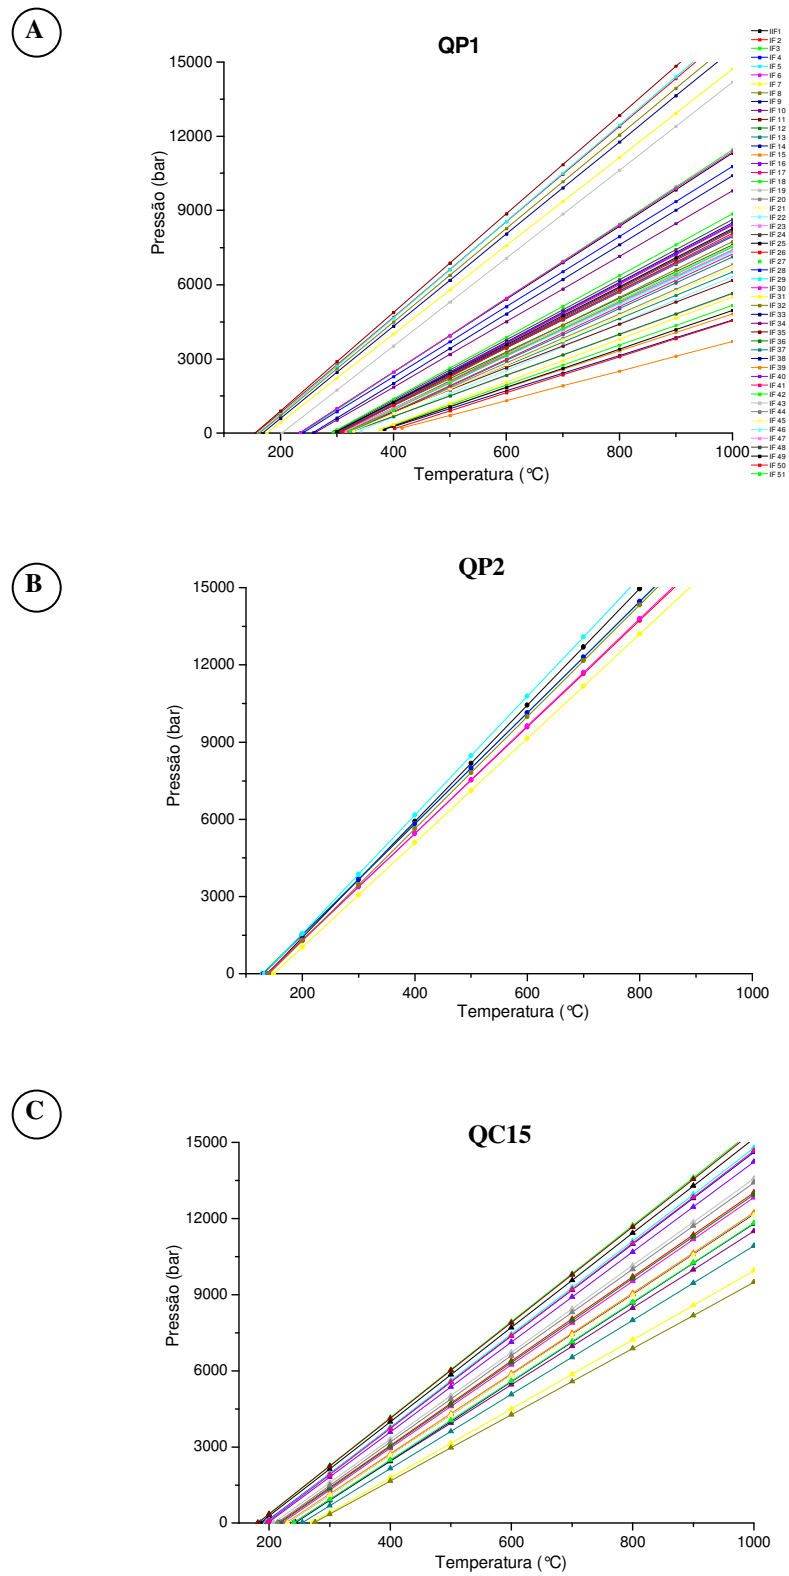 A
QP1
15000
12000
9000
6000
3000
0
200
400
600
800
1000
Pressão (bar)
Temperatura (°C)
IIF1
IF 2
IF3
IF 4
IF 5
IF 6
IF 7
IF 8
IF 9
IF 10
IF 11
IF 12
IF 13
IF 14
IF 15
IF 16
IF 17
IF 18
IF 19
IF 20
IF 21
IF 22
IF 23
IF 24
IF 25
IF 26
IF 27
IF 28
IF 29
IF 30
IF 31
IF 32
IF 33
IF 34
IF 35
IF 36
IF 37
IF 38
IF 39
IF 40
IF 41
IF 42
IF 43
IF 44
IF 45
IF 46
IF 47
IF 48
IF 49
IF 50
IF 51
B
QP2
15000
12000
9000
6000
3000
0
200
400
600
800
1000
Pressão (bar)
Temperatura (°C)
C
QC15
15000
12000
9000
6000
3000
0
200
400
600
800
1000
Pressão (bar)
Temperatura (°C)